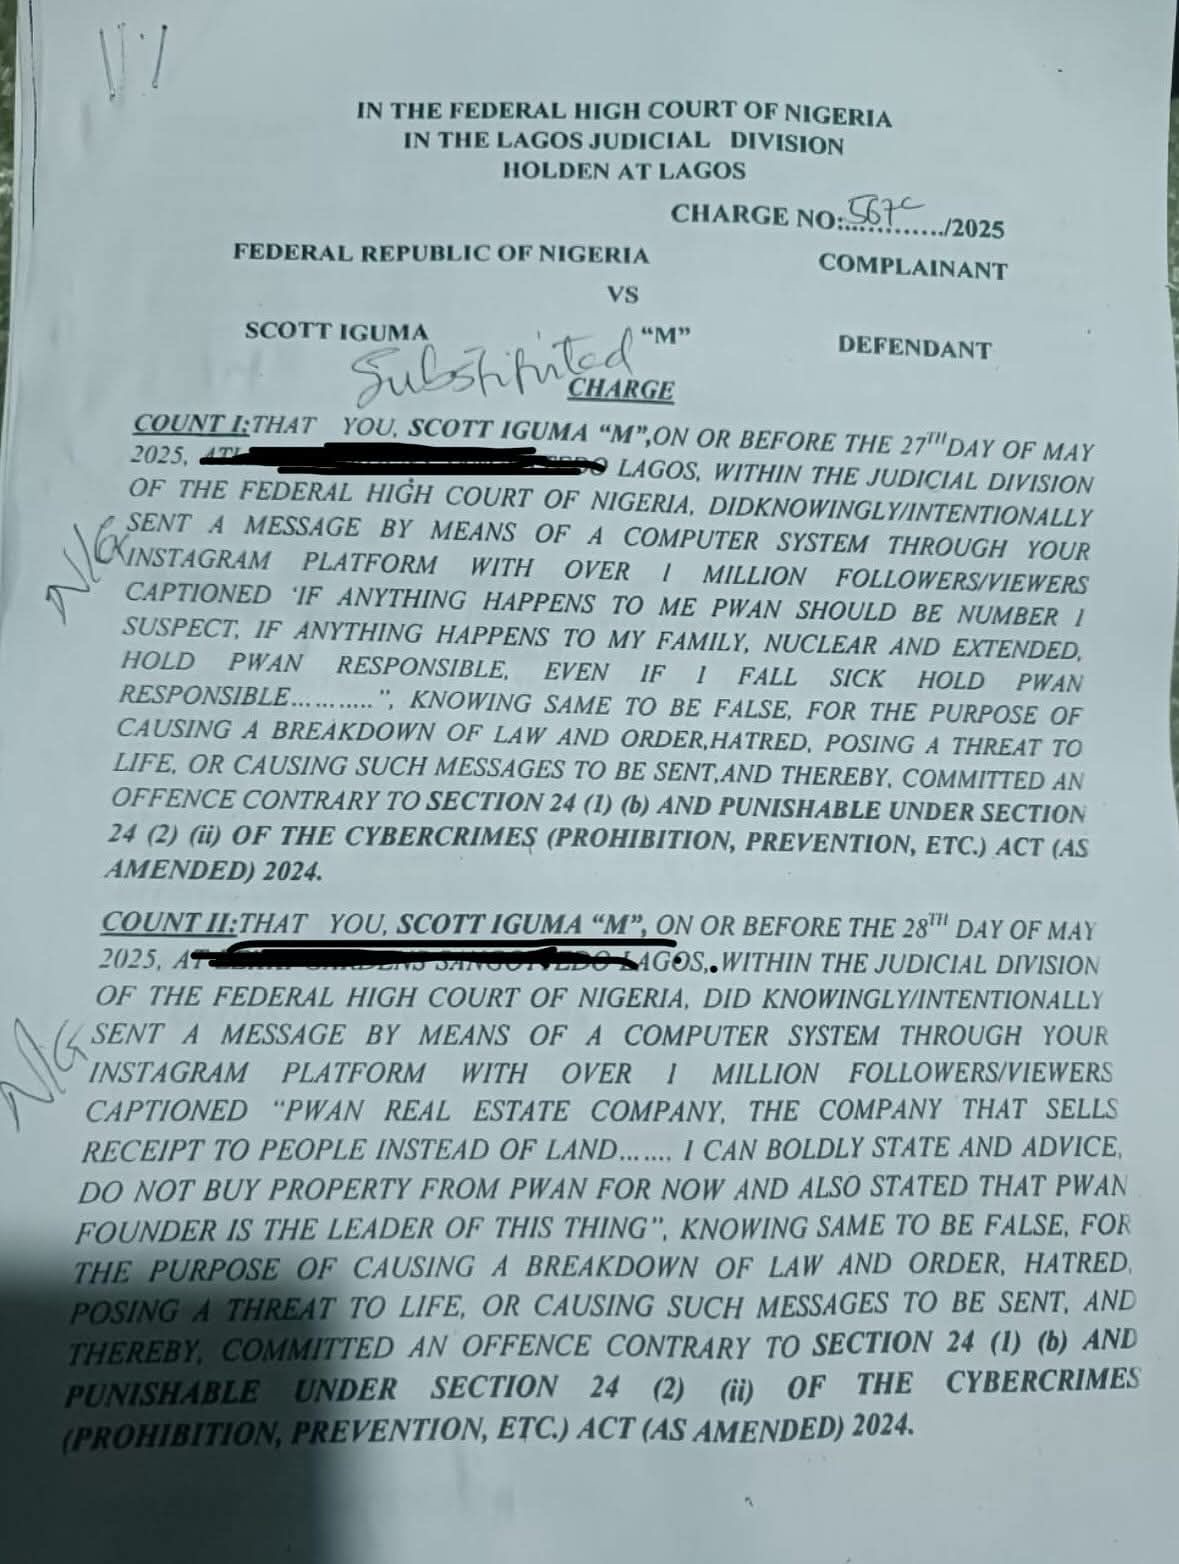 IN THE FEDERAL HIGH COURT OF NIGERIA
IN THE LAGOS JUDICIAL DIVISION
HOLDEN AT LAGOS
CHARGE NO:567c............/2025
FEDERAL REPUBLIC OF NIGERIA COMPLAINANT
VS
SCOTT IGUMA “M” DEFENDANT
Substituted
CHARGE
COUNT I:THAT YOU, SCOTT IGUMA “M”,ON OR BEFORE THE 27TH DAY OF MAY
2025, LAGOS, WITHIN THE JUDICIAL DIVISION
OF THE FEDERAL HIGH COURT OF NIGERIA, DIDKNOWINGLY/INTENTIONALLY
N/G SENT A MESSAGE BY MEANS OF A COMPUTER SYSTEM THROUGH YOUR
INSTAGRAM PLATFORM WITH OVER 1 MILLION FOLLOWERS/VIEWERS
CAPTIONED ‘IF ANYTHING HAPPENS TO ME PWAN SHOULD BE NUMBER 1
SUSPECT, IF ANYTHING HAPPENS TO MY FAMILY, NUCLEAR AND EXTENDED,
HOLD PWAN RESPONSIBLE, EVEN IF I FALL SICK HOLD PWAN
RESPONSIBLE............”, KNOWING SAME TO BE FALSE, FOR THE PURPOSE OF
CAUSING A BREAKDOWN OF LAW AND ORDER,HATRED, POSING A THREAT TO
LIFE, OR CAUSING SUCH MESSAGES TO BE SENT,AND THEREBY, COMMITTED AN
OFFENCE CONTRARY TO SECTION 24 (1) (b) AND PUNISHABLE UNDER SECTION
24 (2) (ii) OF THE CYBERCRIMES (PROHIBITION, PREVENTION, ETC.) ACT (AS
AMENDED) 2024.
COUNT II:THAT YOU, SCOTT IGUMA “M”, ON OR BEFORE THE 28TH DAY OF MAY
2025, AT LAGOS, WITHIN THE JUDICIAL DIVISION
OF THE FEDERAL HIGH COURT OF NIGERIA, DID KNOWINGLY/INTENTIONALLY
N/G SENT A MESSAGE BY MEANS OF A COMPUTER SYSTEM THROUGH YOUR
INSTAGRAM PLATFORM WITH OVER 1 MILLION FOLLOWERS/VIEWERS
CAPTIONED “PWAN REAL ESTATE COMPANY, THE COMPANY THAT SELLS
RECEIPT TO PEOPLE INSTEAD OF LAND....... I CAN BOLDLY STATE AND ADVICE,
DO NOT BUY PROPERTY FROM PWAN FOR NOW AND ALSO STATED THAT PWAN
FOUNDER IS THE LEADER OF THIS THING”, KNOWING SAME TO BE FALSE, FOR
THE PURPOSE OF CAUSING A BREAKDOWN OF LAW AND ORDER, HATRED,
POSING A THREAT TO LIFE, OR CAUSING SUCH MESSAGES TO BE SENT, AND
THEREBY, COMMITTED AN OFFENCE CONTRARY TO SECTION 24 (1) (b) AND
PUNISHABLE UNDER SECTION 24 (2) (ii) OF THE CYBERCRIMES
(PROHIBITION, PREVENTION, ETC.) ACT (AS AMENDED) 2024.